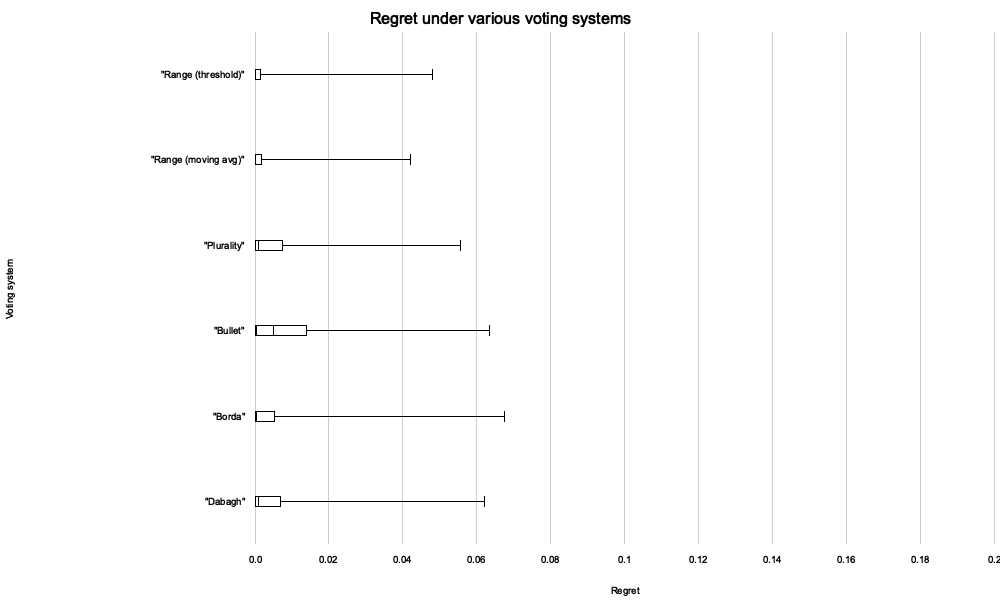 Regret under various voting systems
"Range (threshold)"
"Range (moving avg)"
"Plurality"
Voting system
"Bullet"
"Borda"
"Dabagh"
0.0 0.02 0.04 0.06 0.08 0.1 0.12 0.14 0.16 0.18 0.2
Regret